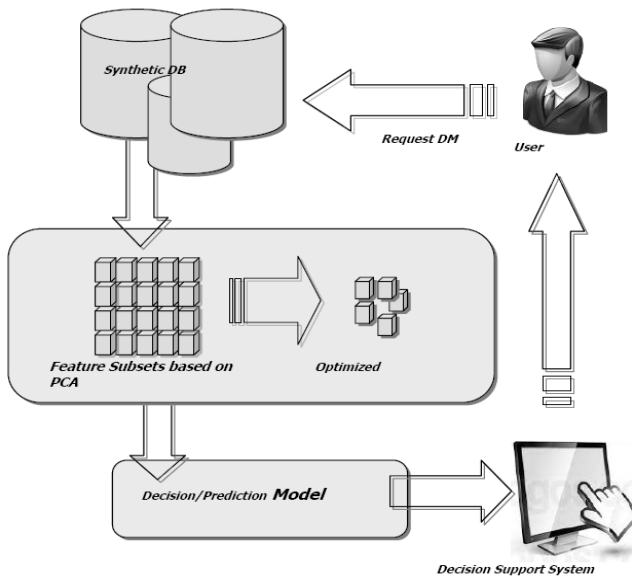 Synthetic DB
Request DM
User
Feature Subsets based on
PCA
Optimized
Decision/Prediction Model
Decision Support System